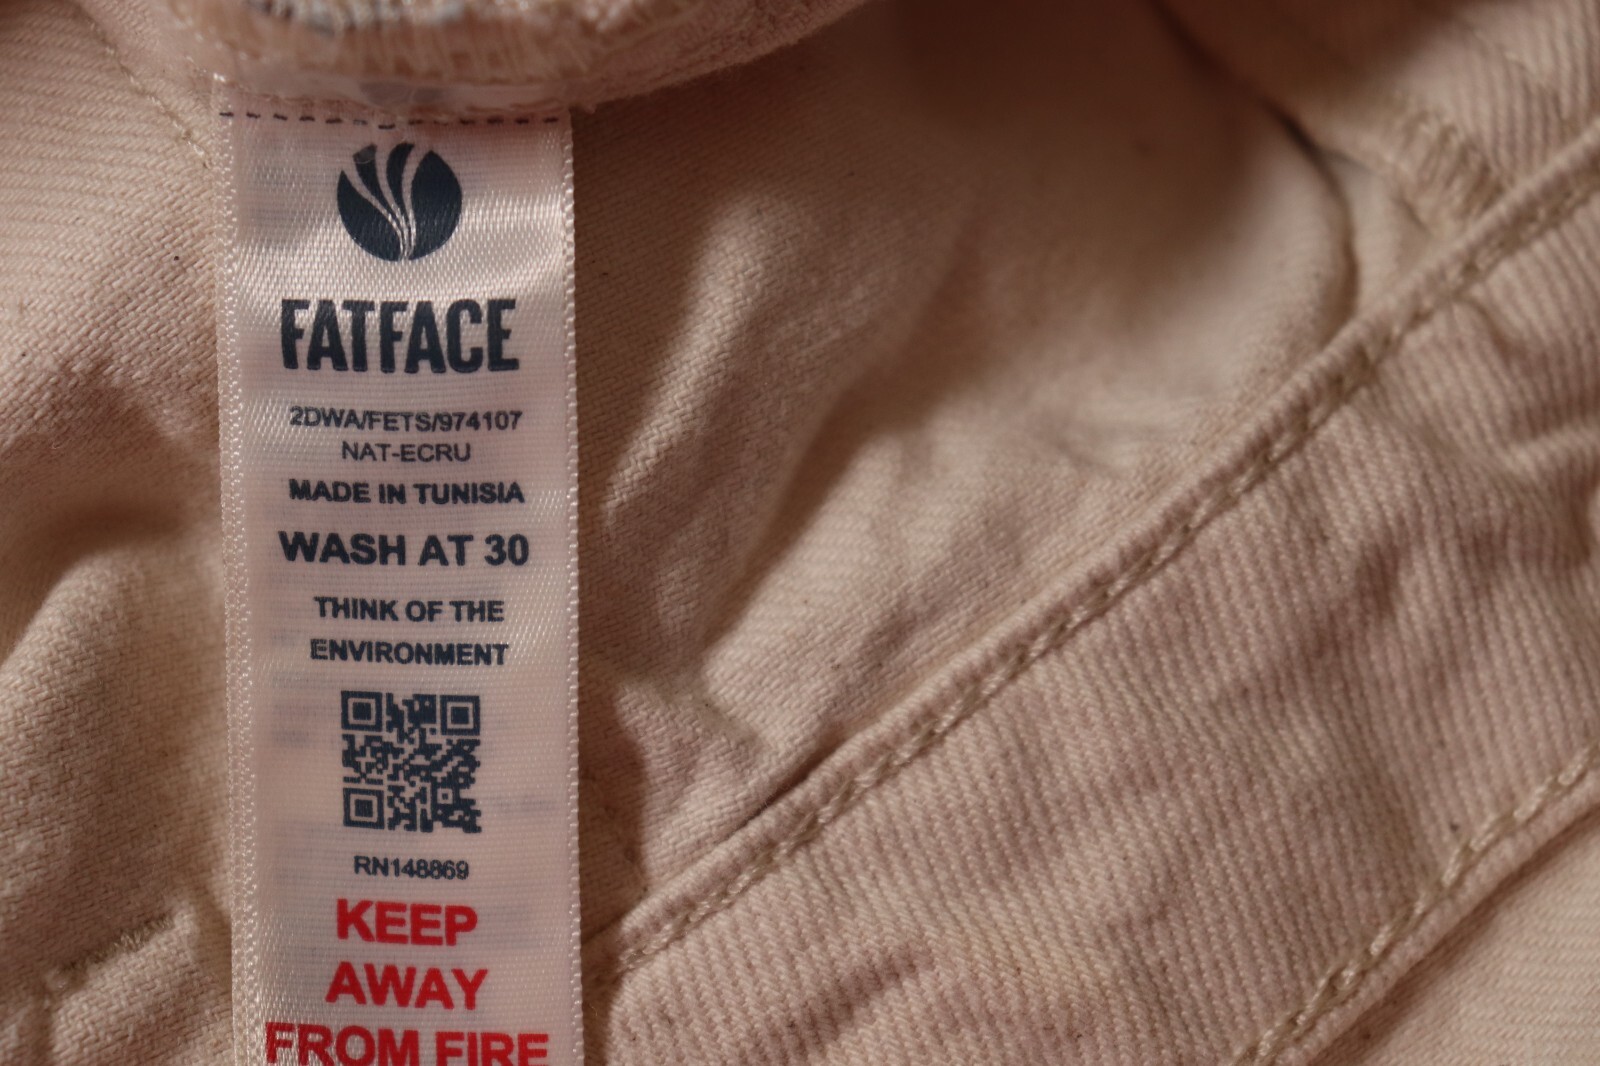 FATFACE
2DWA/FETS/974107
NAT-ECRU
MADE IN TUNISIA
WASH AT 30
THINK OF THE
ENVIRONMENT
RN148869
KEEP
AWAY
FROM FIRE